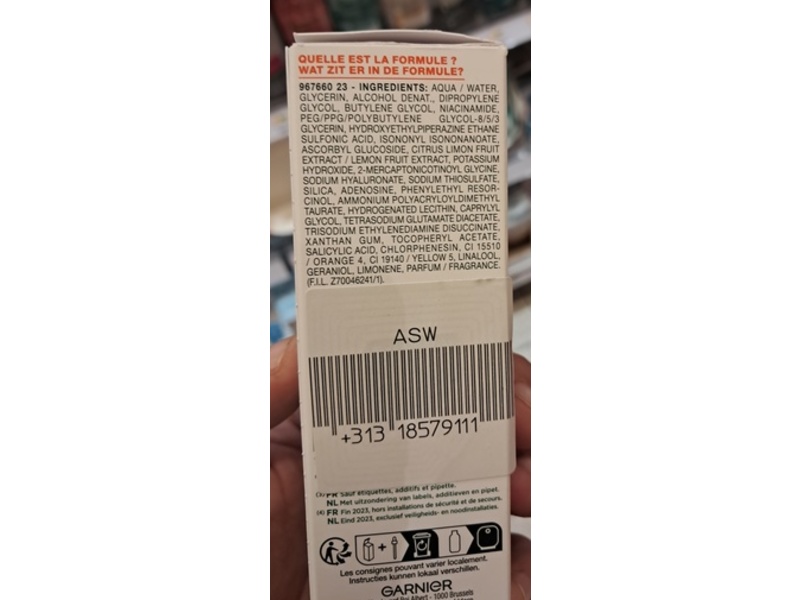 QUELLE EST LA FORMULE ?
WAT ZIT ER IN DE FORMULE?
967660 23 - INGREDIENTS: AQUA / WATER,
GLYCERIN, ALCOHOL DENAT., DIPROPYLENE
GLYCOL, BUTYLENE GLYCOL, NIACINAMIDE,
PEG/PPG/POLYBUTYLENE GLYCOL-8/5/3
GLYCERIN, HYDROXYETHYLPIPERAZINE ETHANE
SULFONIC ACID, ISONONYL ISONONANOATE,
ASCORBYL GLUCOSIDE, CITRUS LIMON FRUIT
EXTRACT / LEMON FRUIT EXTRACT, POTASSIUM
HYDROXIDE, 2-MERCAPTONICOTINOYL GLYCINE,
SODIUM HYALURONATE, SODIUM THIOSULFATE,
SILICA, ADENOSINE, PHENYLETHYL RESOR-
CINOL, AMMONIUM POLYACRYLOYLDIMETHYL
TAURATE, HYDROGENATED LECITHIN, CAPRYLYL
GLYCOL, TETRASODIUM GLUTAMATE DIACETATE,
TRISODIUM ETHYLENEDIAMINE DISUCCINATE,
XANTHAN GUM, TOCOPHERYL ACETATE,
SALICYLIC ACID, CHLORPHENESIN, CI 15510
/ ORANGE 4, CI 19140 / YELLOW 5, LINALOOL,
GERANIOL, LIMONENE, PARFUM / FRAGRANCE.
(F.I.L. Z70046241/1).
ASW
+313 18579111
FR Sauf étiquettes, additifs et pipette.
NL Met uitzondering van labels, additieven en pipet.
(4) FR Fin 2023, hors installations de sécurité et de secours.
NL Eind 2023, exclusief veiligheids- en noodinstallaties.
Les consignes pouvant varier localement.
Instructies kunnen lokaal verschillen.
GARNIER
Albert - 1000 Brussels